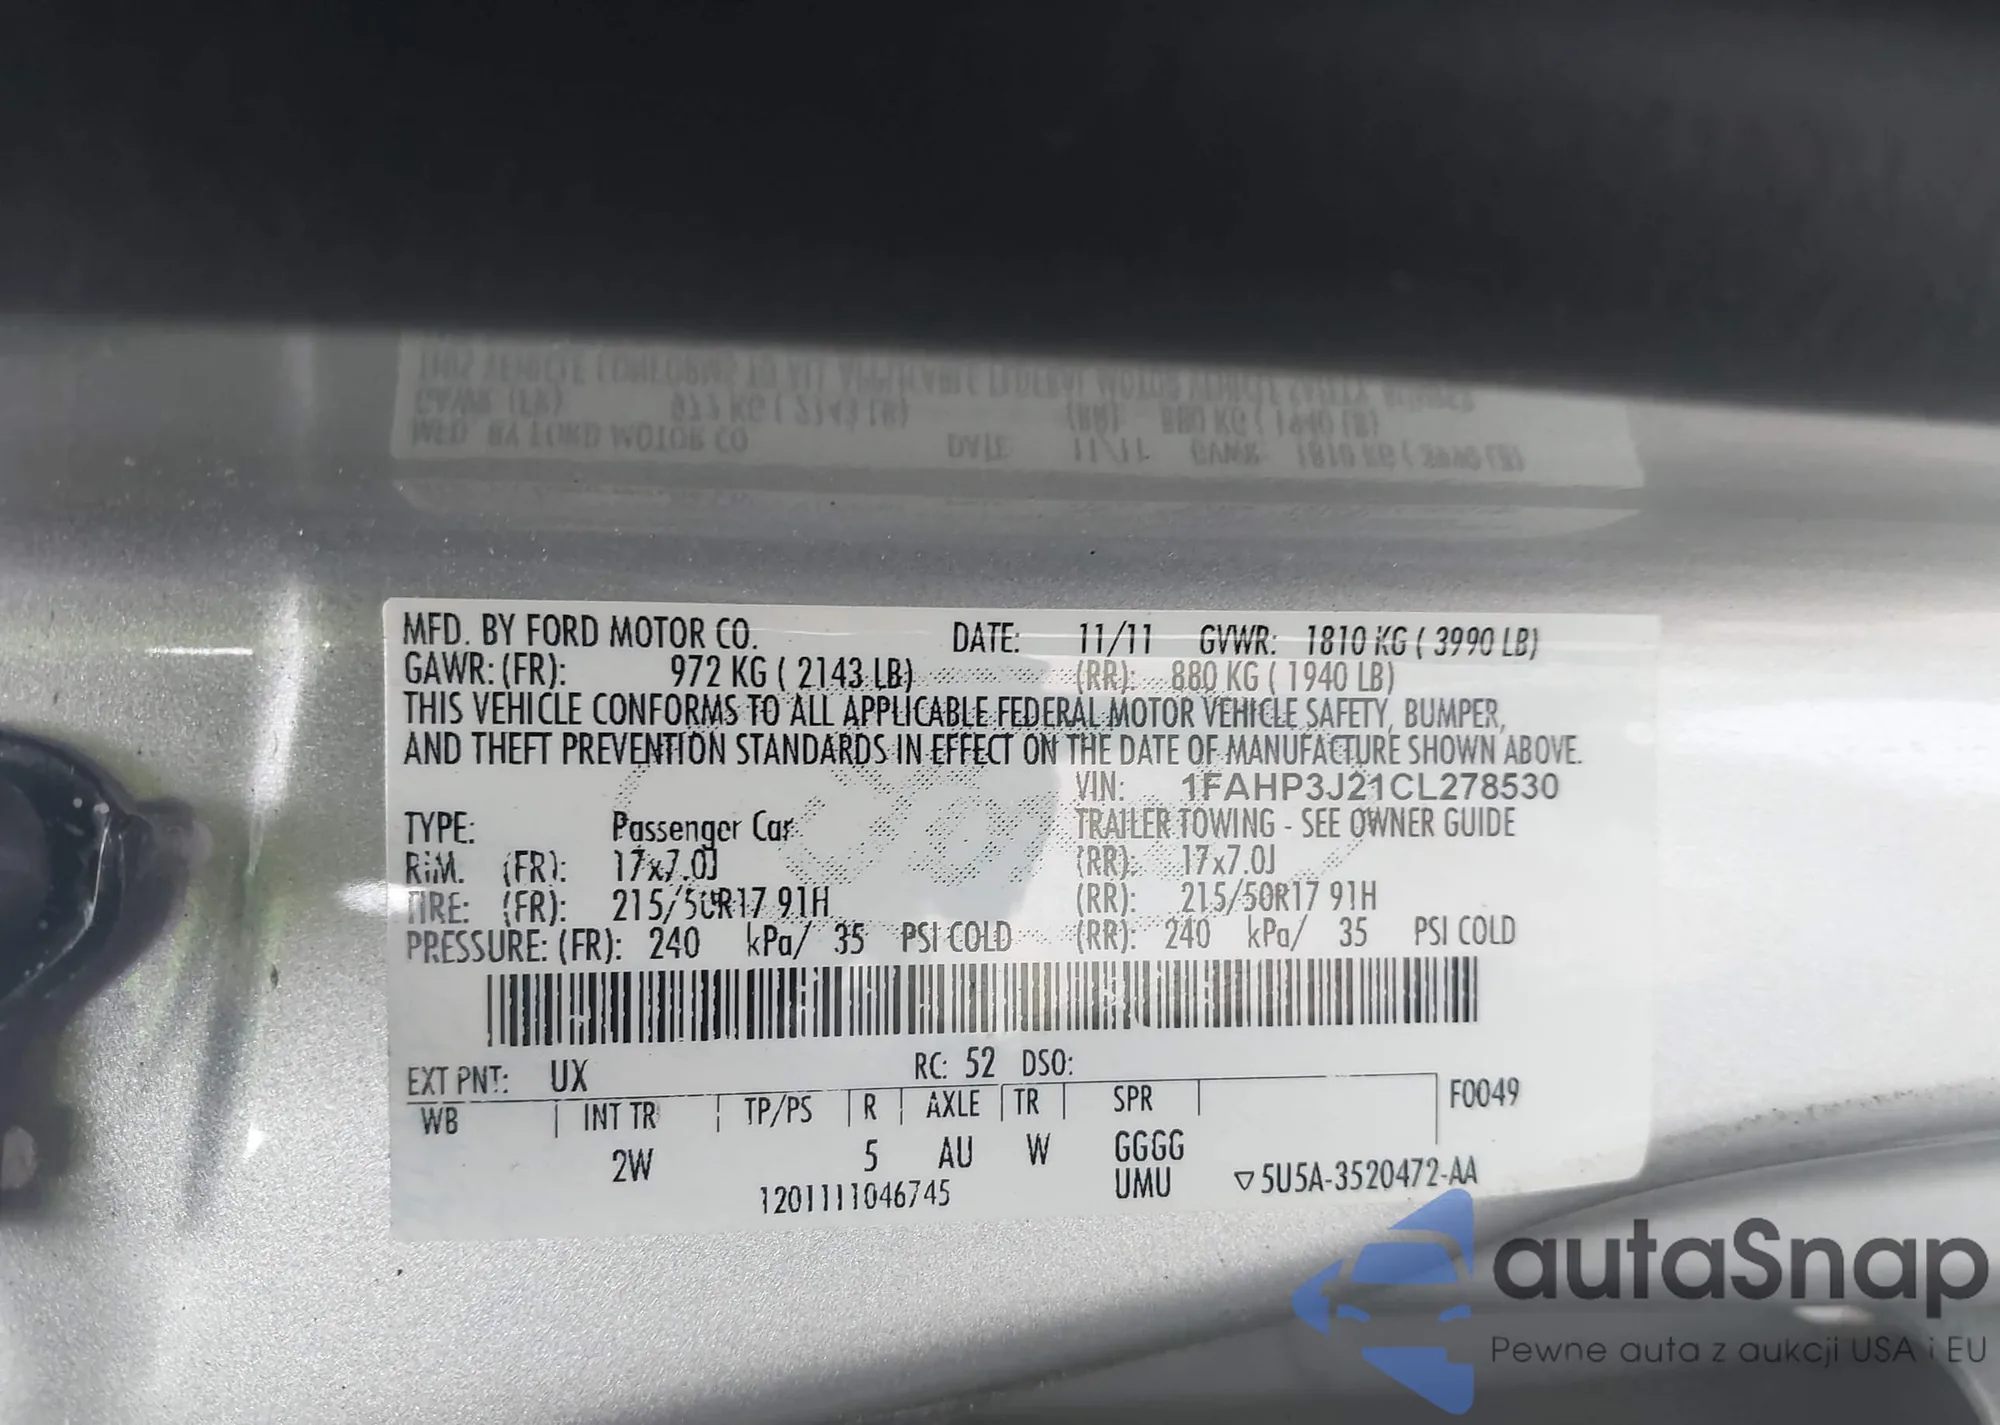 MFD. BY FORD MOTOR CO. DATE: 11/11 GVWR: 1810 KG ( 3990 LB)
GAWR: (FR): 972 KG ( 2143 LB) (RR): 880 KG ( 1940 LB)
THIS VEHICLE CONFORMS TO ALL APPLICABLE FEDERAL MOTOR VEHICLE SAFETY, BUMPER,
AND THEFT PREVENTION STANDARDS IN EFFECT ON THE DATE OF MANUFACTURE SHOWN ABOVE.
VIN: 1FAHP3J21CL278530
TYPE: Passenger Car TRAILER TOWING - SEE OWNER GUIDE
RIM. (FR): 17x7.0J (RR): 17x7.0J
TIRE: (FR): 215/50R17 91H (RR): 215/50R17 91H
PRESSURE: (FR): 240 kPa/ 35 PSI COLD (RR): 240 kPa/ 35 PSI COLD
EXT PNT: UX RC: 52 DSO:
WB INT TR TP/PS R AXLE TR SPR F0049
2W 5 AU W GGGG
1201111046745 UMU ▽5U5A-3520472-AA
autaSnap
Pewne auta z aukcji USA i EU